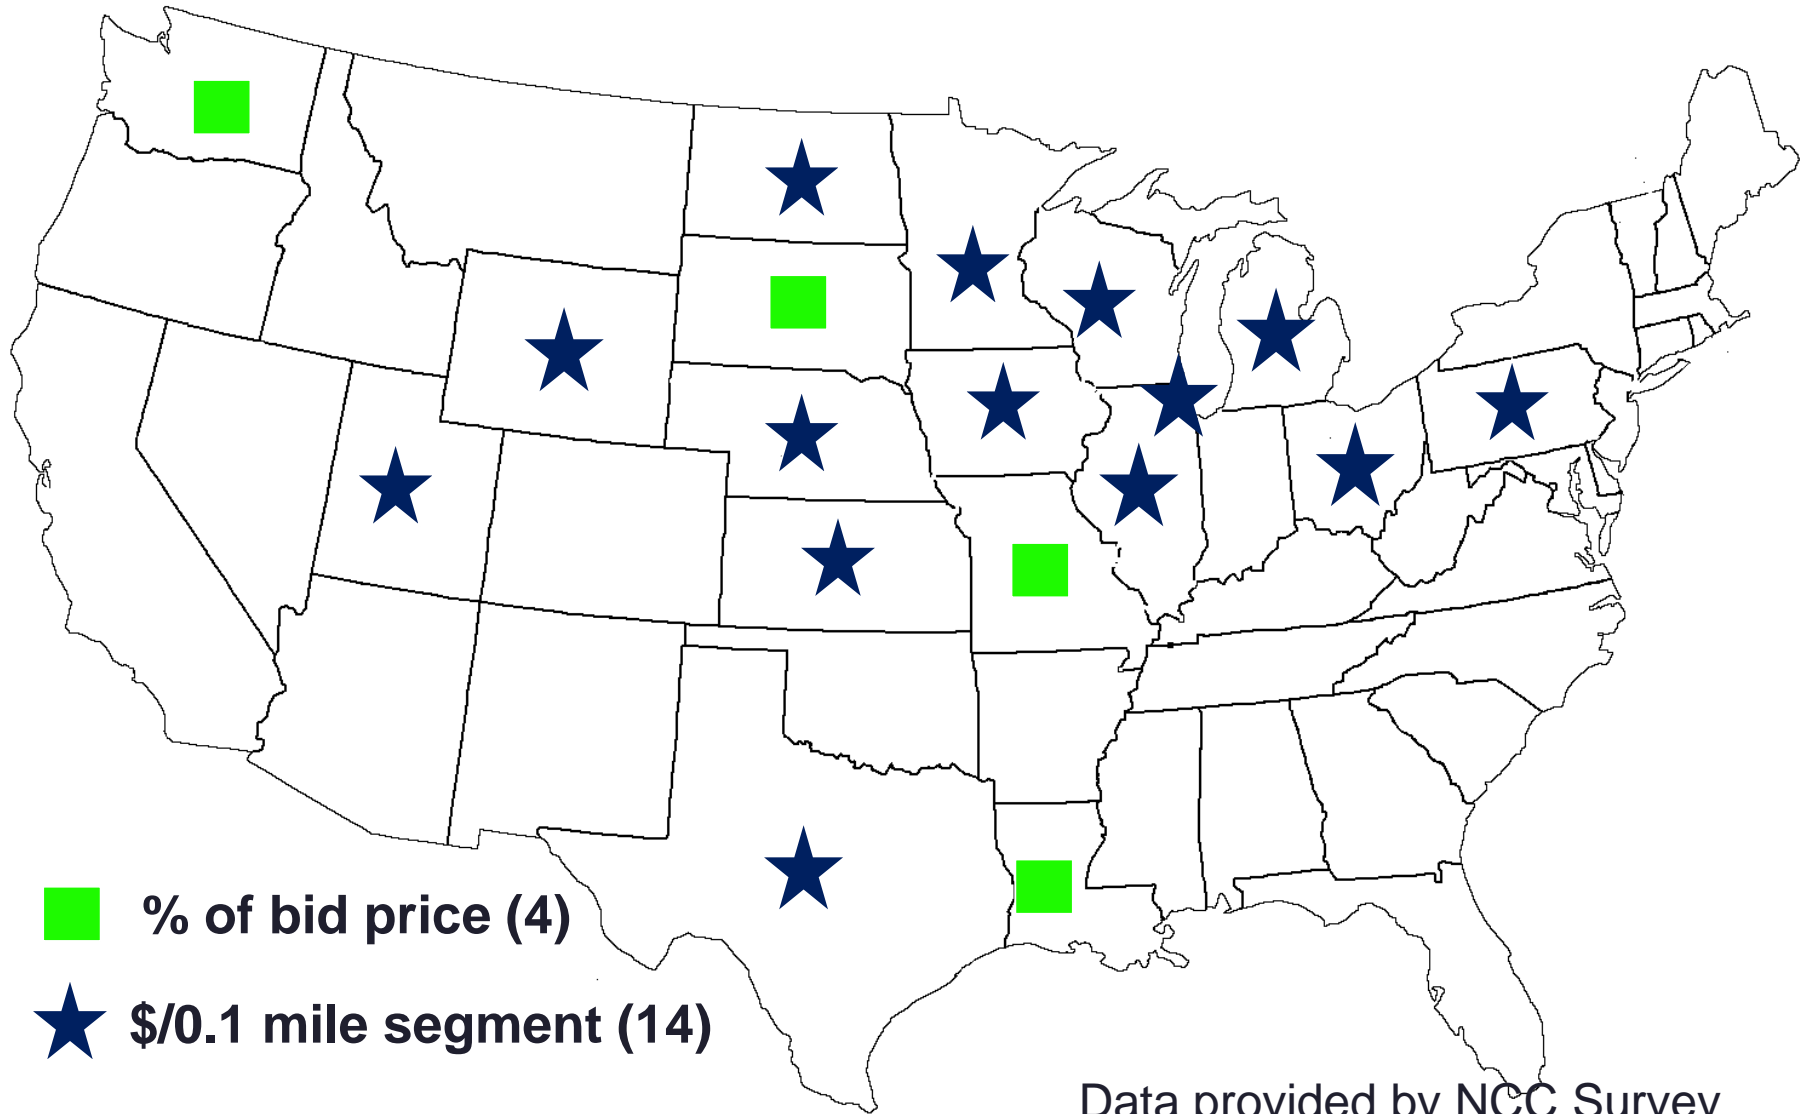 % of bid price (4)
$/0.1 mile segment (14)
Data provided by NCC Survey